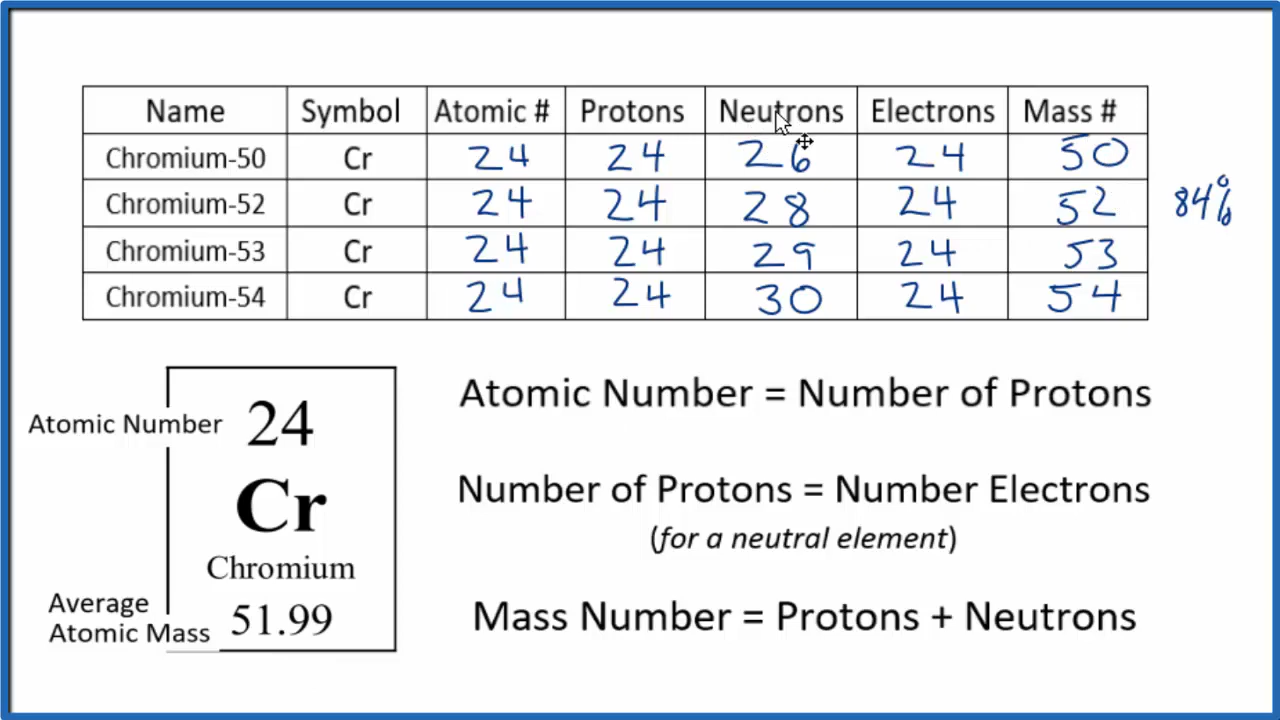 Name Symbol Atomic # Protons Neutrons Electrons Mass #
Chromium-50 Cr 24 24 26 24 50
Chromium-52 Cr 24 24 28 24 52 84%
Chromium-53 Cr 24 24 29 24 53
Chromium-54 Cr 24 24 30 24 54
Atomic Number
24
Cr
Chromium
Average
Atomic Mass
51.99
Atomic Number = Number of Protons
Number of Protons = Number Electrons
(for a neutral element)
Mass Number = Protons + Neutrons